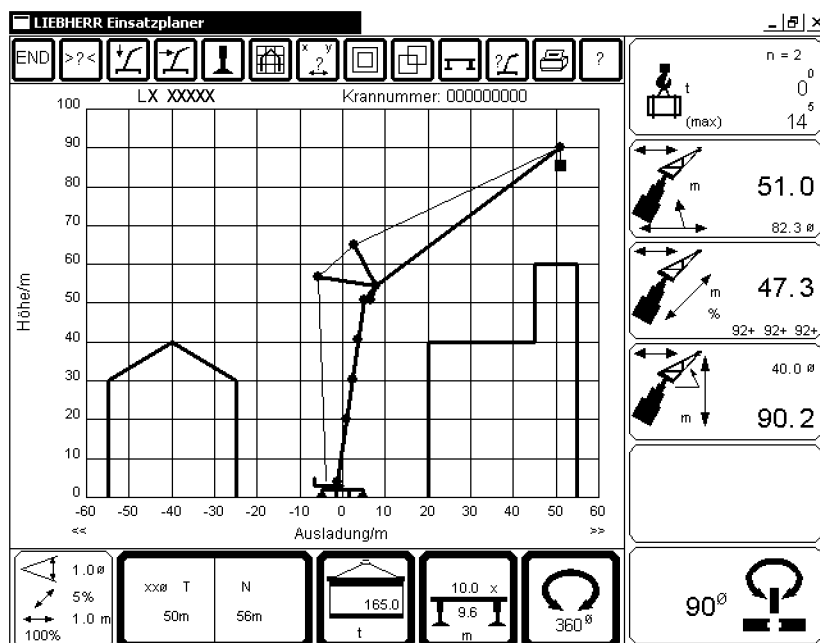 LIEBHERR Einsatzplaner
END >?< x y ? ? ? ?
LX XXXXX Krannummer: 000000000
n = 2
t 0 0
(max) 14 5
m 51.0
82.3 ø
m 47.3
%
92+ 92+ 92+
40.0 ø
m 90.2
90 ø
Höhe/m
100
90
80
70
60
50
40
30
20
10
0
-60 -50 -40 -30 -20 -10 0 10 20 30 40 50 60
<< Ausladung/m >>
1.0 ø
5%
1.0 m
100%
xxø T N
50m 56m
165.0
t
10.0 x
9.6
m
360 ø